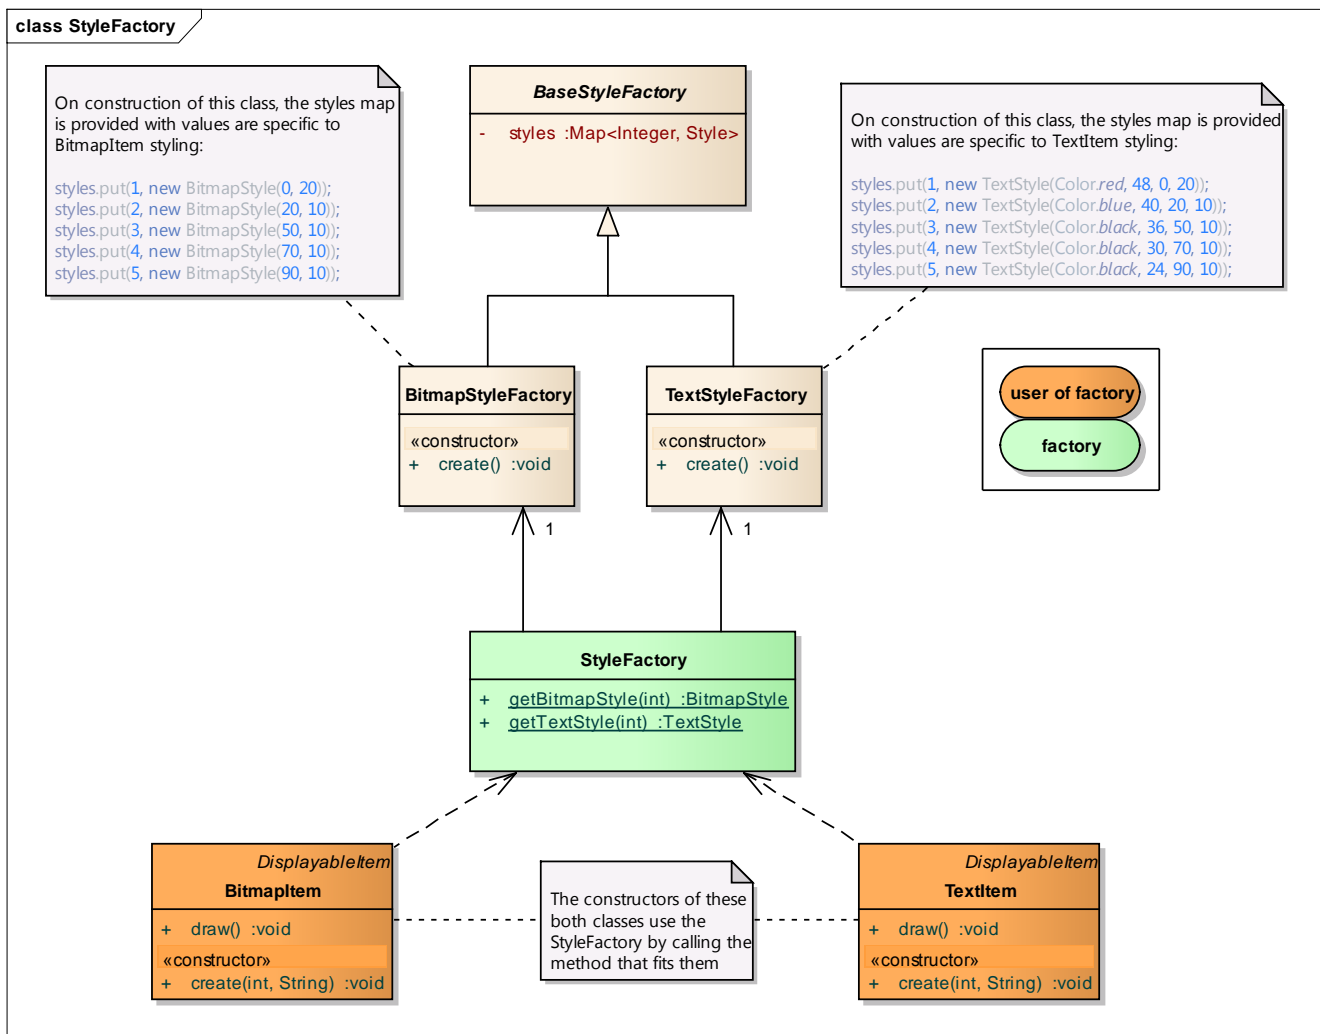 class StyleFactory
On construction of this class, the styles map
is provided with values are specific to
BitmapItem styling:
styles.put(1, new BitmapStyle(0, 20));
styles.put(2, new BitmapStyle(20, 10));
styles.put(3, new BitmapStyle(50, 10));
styles.put(4, new BitmapStyle(70, 10));
styles.put(5, new BitmapStyle(90, 10));
BaseStyleFactory
- styles :Map<Integer, Style>
On construction of this class, the styles map is provided
with values are specific to TextItem styling:
styles.put(1, new TextStyle(Color.red, 48, 0, 20));
styles.put(2, new TextStyle(Color.blue, 40, 20, 10));
styles.put(3, new TextStyle(Color.black, 36, 50, 10));
styles.put(4, new TextStyle(Color.black, 30, 70, 10));
styles.put(5, new TextStyle(Color.black, 24, 90, 10));
BitmapStyleFactory
«constructor»
+ create() :void
TextStyleFactory
«constructor»
+ create() :void
user of factory
factory
1
1
StyleFactory
+ getBitmapStyle(int) :BitmapStyle
+ getTextStyle(int) :TextStyle
DisplayableItem
BitmapItem
+ draw() :void
«constructor»
+ create(int, String) :void
The constructors of these
both classes use the
StyleFactory by calling the
method that fits them
DisplayableItem
TextItem
+ draw() :void
«constructor»
+ create(int, String) :void